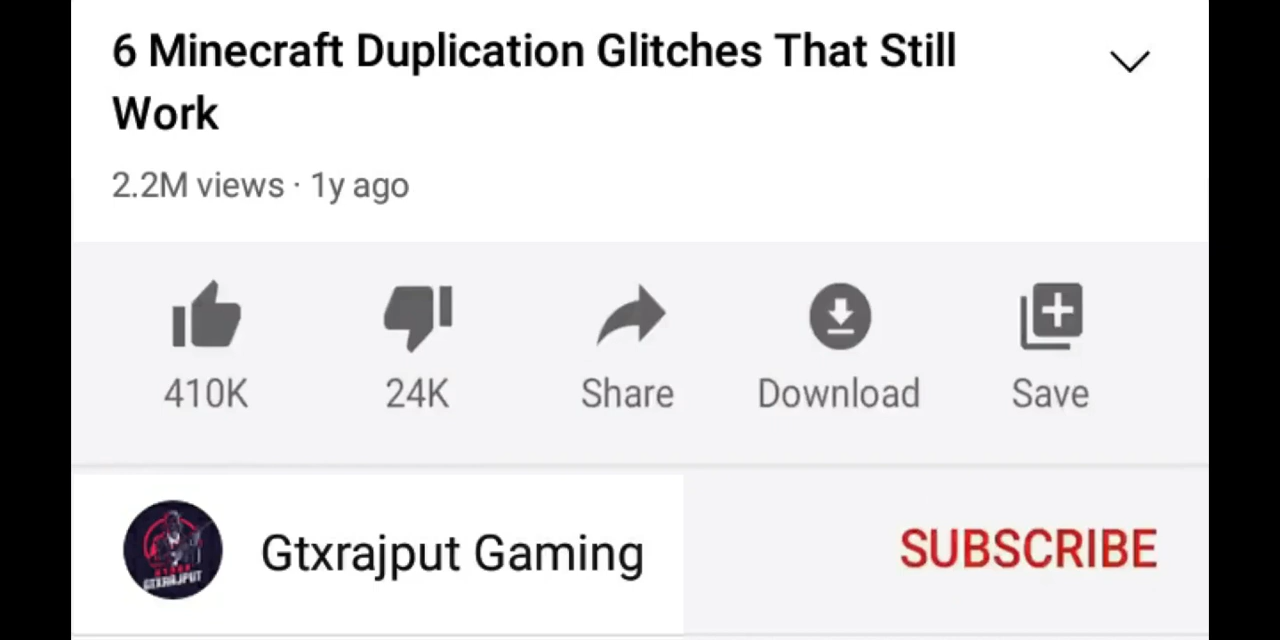 6 Minecraft Duplication Glitches That Still
Work
2.2M views · 1y ago
410K 24K Share Download Save
GTXRAJPUT
Gtxrajput Gaming SUBSCRIBE